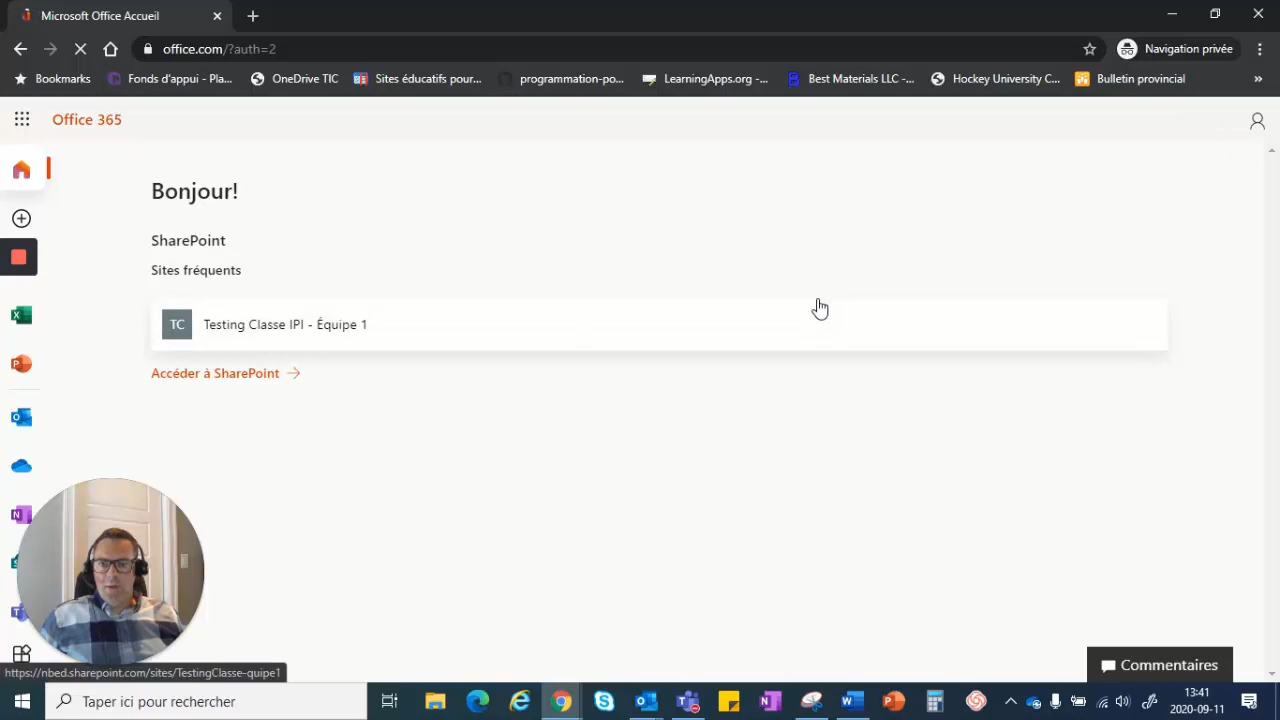 Microsoft Office Accueil
office.com/?auth=2
Navigation privée
Bookmarks
Fonds d'appui - Pla...
OneDrive TIC
Sites éducatifs pour...
programmation-po...
LearningApps.org -...
Best Materials LLC -...
Hockey University C...
Bulletin provincial
Office 365
Bonjour!
SharePoint
Sites fréquents
TC Testing Classe IPI - Équipe 1
Accéder à SharePoint
Commentaires
https://nbed.sharepoint.com/sites/TestingClasse-quipe1
Taper ici pour rechercher
13:41
2020-09-11